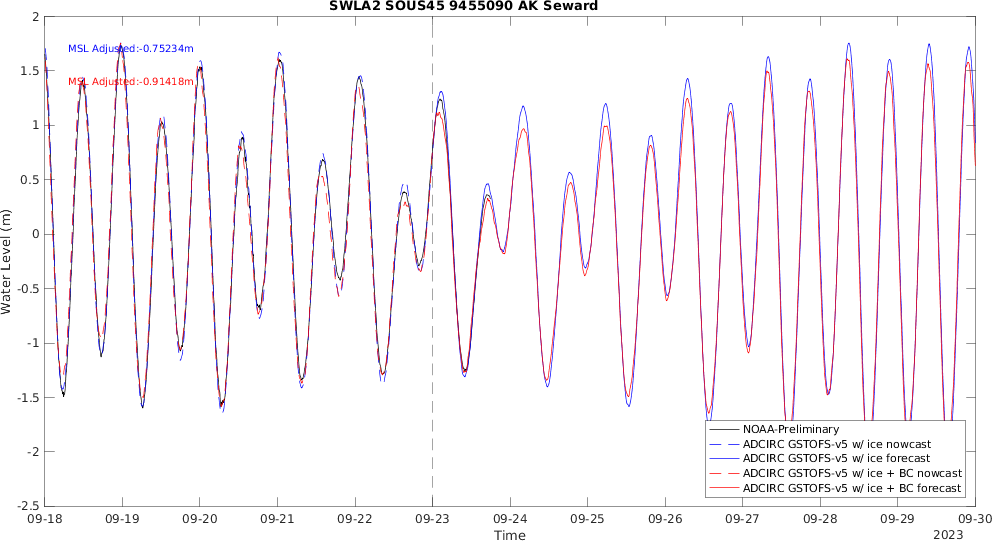 SWLA2 SOUS45 9455090 AK Seward
MSL Adjusted:-0.75234m
MSL Adjusted:-0.91418m
Water Level (m)
2
1.5
1
0.5
0
-0.5
-1
-1.5
-2
-2.5
NOAA-Preliminary
ADCIRC GSTOFS-v5 w/ ice nowcast
ADCIRC GSTOFS-v5 w/ ice forecast
ADCIRC GSTOFS-v5 w/ ice + BC nowcast
ADCIRC GSTOFS-v5 w/ ice + BC forecast
09-18 09-19 09-20 09-21 09-22 09-23 09-24 09-25 09-26 09-27 09-28 09-29 09-30
Time
2023